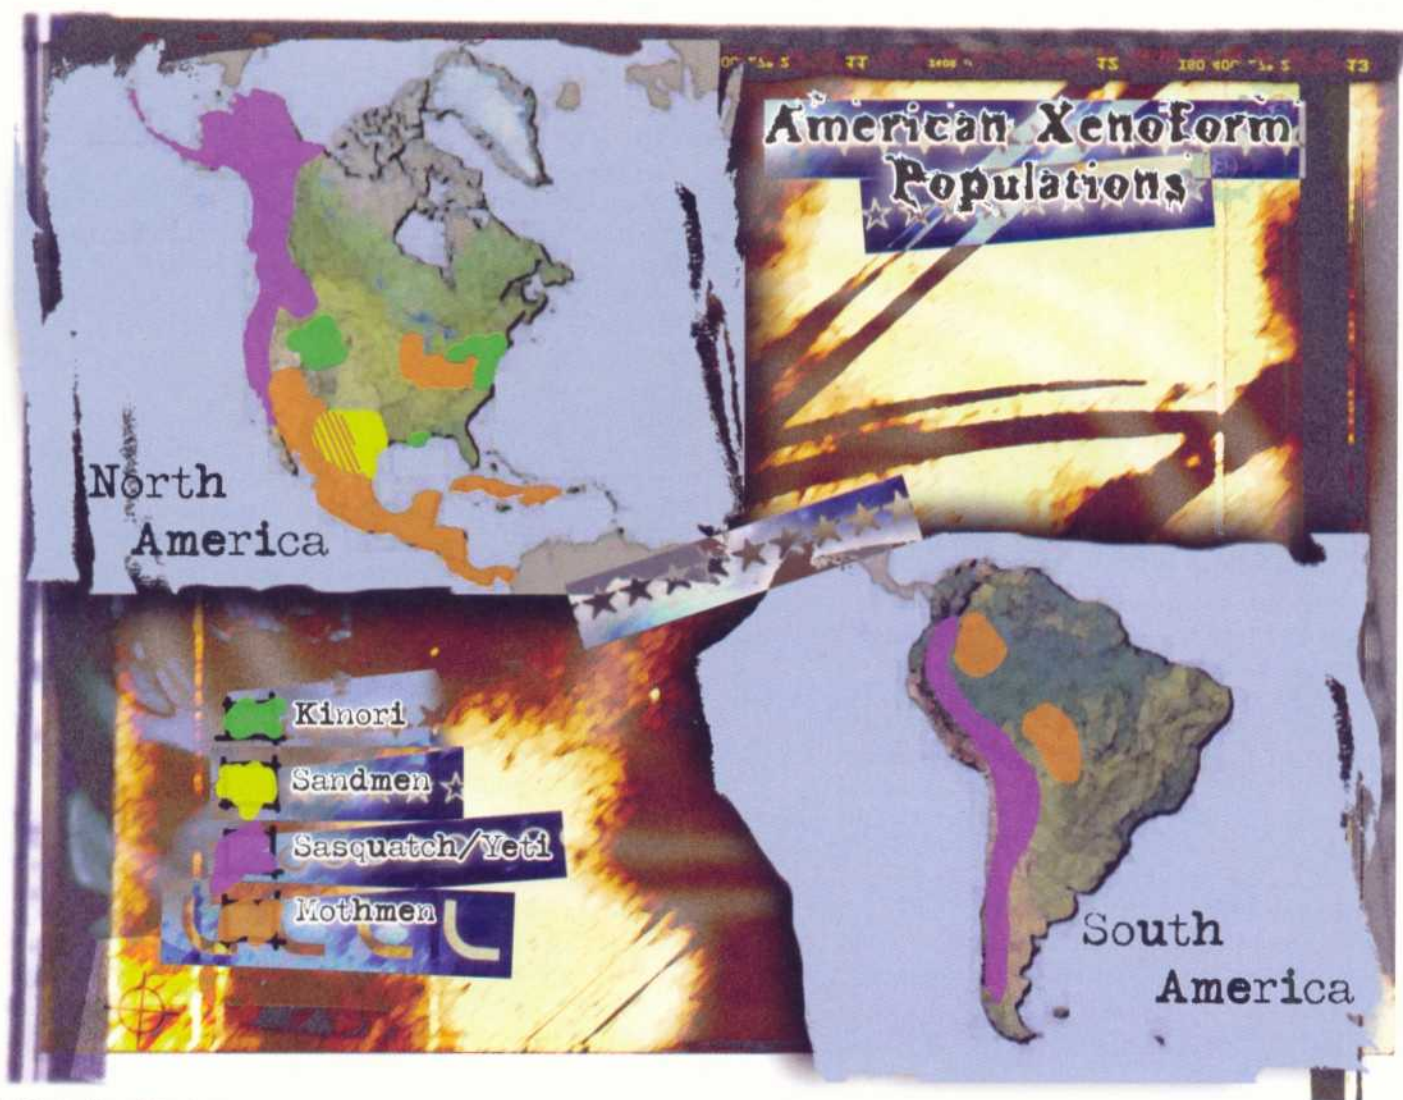 American Xenoform
Populations
North
America
Kinori
Sandmen
Sasquatch/Yeti
Mothmen
South
America